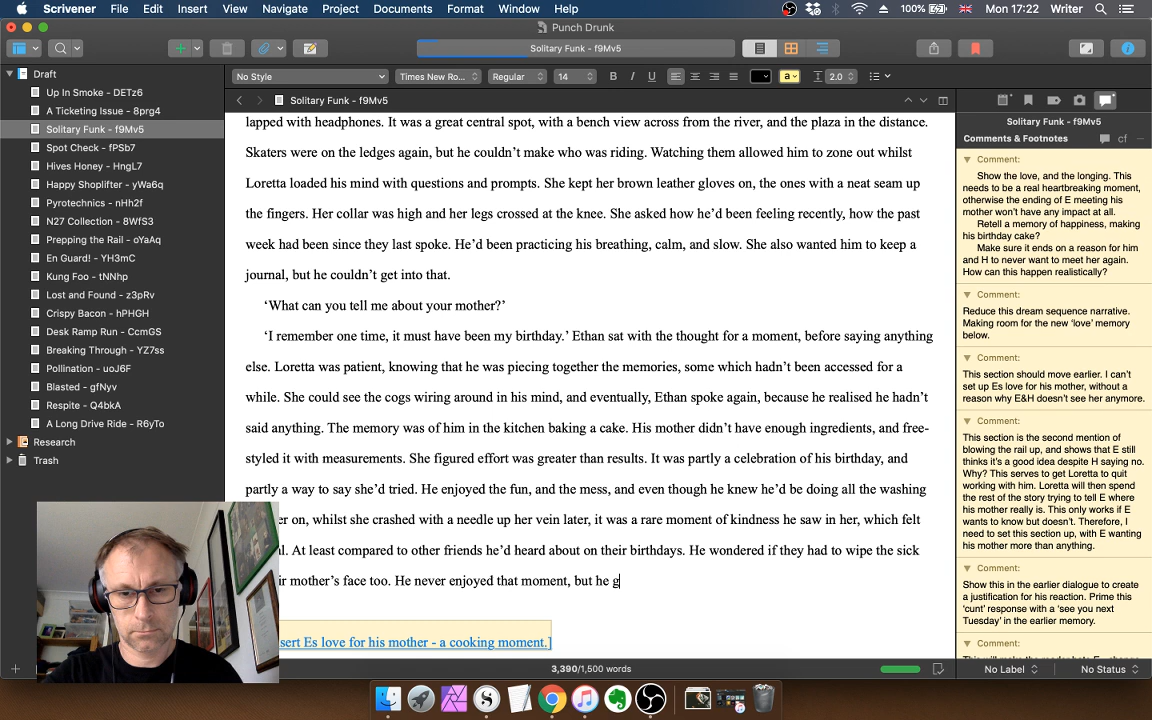 Scrivener File Edit Insert View Navigate Project Documents Format Window Help 100% Mon 17:22 Writer
Punch Drunk
Solitary Funk - f9Mv5
Draft
Up In Smoke - DETz6
A Ticketing Issue - 8prg4
Solitary Funk - f9Mv5
Spot Check - fPSb7
Hives Honey - HngL7
Happy Shoplifter - yWa6q
Pyrotechnics - nHh2f
N27 Collection - 8WfS3
Prepping the Rail - oYaAq
En Guard! - YH3mC
Kung Foo - tNNhp
Lost and Found - z3pRv
Crispy Bacon - hPHGH
Desk Ramp Run - CcmGS
Breaking Through - YZ7ss
Pollination - uoJ6F
Blasted - gfNyv
Respite - Q4bkA
A Long Drive Ride - R6yTo
Research
Trash
No Style Times New Ro... Regular 14 B I U a 2.0
Solitary Funk - f9Mv5
lapped with headphones. It was a great central spot, with a bench view across from the river, and the plaza in the distance.
Skaters were on the ledges again, but he couldn’t make who was riding. Watching them allowed him to zone out whilst
Loretta loaded his mind with questions and prompts. She kept her brown leather gloves on, the ones with a neat seam up
the fingers. Her collar was high and her legs crossed at the knee. She asked how he’d been feeling recently, how the past
week had been since they last spoke. He’d been practicing his breathing, calm, and slow. She also wanted him to keep a
journal, but he couldn’t get into that.
‘What can you tell me about your mother?’
‘I remember one time, it must have been my birthday.’ Ethan sat with the thought for a moment, before saying anything
else. Loretta was patient, knowing that he was piecing together the memories, some which hadn’t been accessed for a
while. She could see the cogs wiring around in his mind, and eventually, Ethan spoke again, because he realised he hadn’t
said anything. The memory was of him in the kitchen baking a cake. His mother didn’t have enough ingredients, and free-
styled it with measurements. She figured effort was greater than results. It was partly a celebration of his birthday, and
partly a way to say she’d tried. He enjoyed the fun, and the mess, and even though he knew he’d be doing all the washing
er on, whilst she crashed with a needle up her vein later, it was a rare moment of kindness he saw in her, which felt
l. At least compared to other friends he’d heard about on their birthdays. He wondered if they had to wipe the sick
ir mother’s face too. He never enjoyed that moment, but he g
sert Es love for his mother - a cooking moment.]
3,390/1,500 words
Solitary Funk - f9Mv5
Comments & Footnotes cf
Comment:
Show the love, and the longing. This
needs to be a real heartbreaking moment,
otherwise the ending of E meeting his
mother won’t have any impact at all.
Retell a memory of happiness, making
his birthday cake?
Make sure it ends on a reason for him
and H to never want to meet her again.
How can this happen realistically?
Comment:
Reduce this dream sequence narrative.
Making room for the new ‘love’ memory
below.
Comment:
This section should move earlier. I can’t
set up Es love for his mother, without a
reason why E&H doesn’t see her anymore.
Comment:
This section is the second mention of
blowing the rail up, and shows that E still
thinks it’s a good idea despite H saying no.
Why? This serves to get Loretta to quit
working with him. Loretta will then spend
the rest of the story trying to tell E where
his mother really is. This only works if E
wants to know but doesn’t. Therefore, I
need to set this section up, with E wanting
his mother more than anything.
Comment:
Show this in the earlier dialogue to create
a justification for his reaction. Prime this
‘cunt’ response with a ‘see you next
Tuesday’ in the earlier memory.
Comment:
No Label No Status